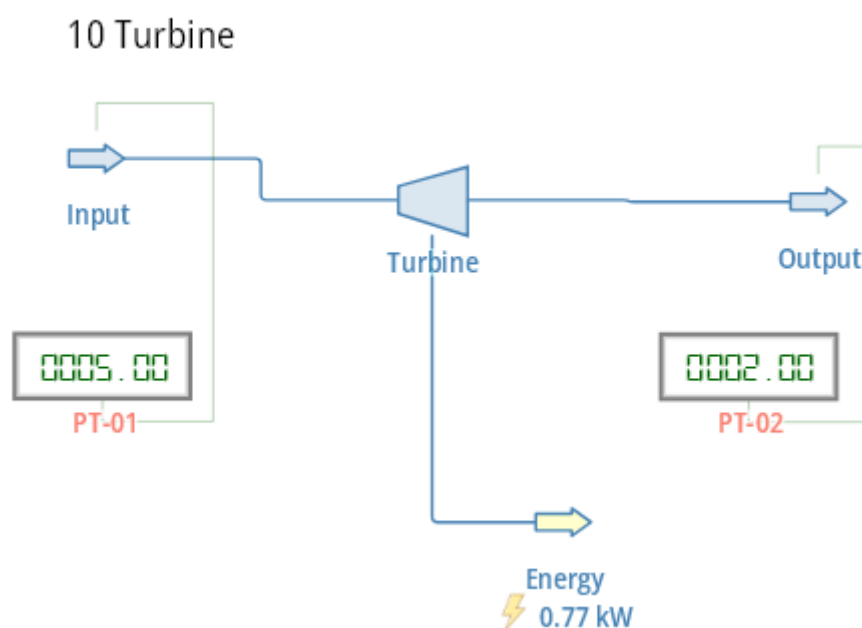 10 Turbine
Input
Turbine
Output
0005.00
0002.00
PT-01
PT-02
Energy
0.77 kW